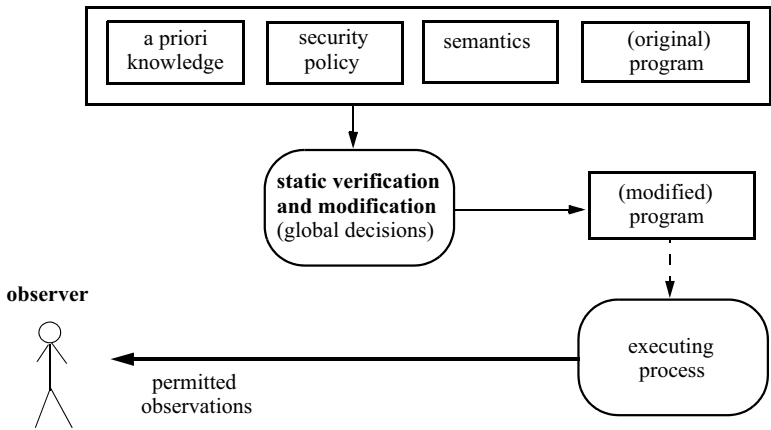 a priori
knowledge
security
policy
semantics
(original)
program
static verification
and modification
(global decisions)
(modified)
program
observer
executing
process
permitted
observations